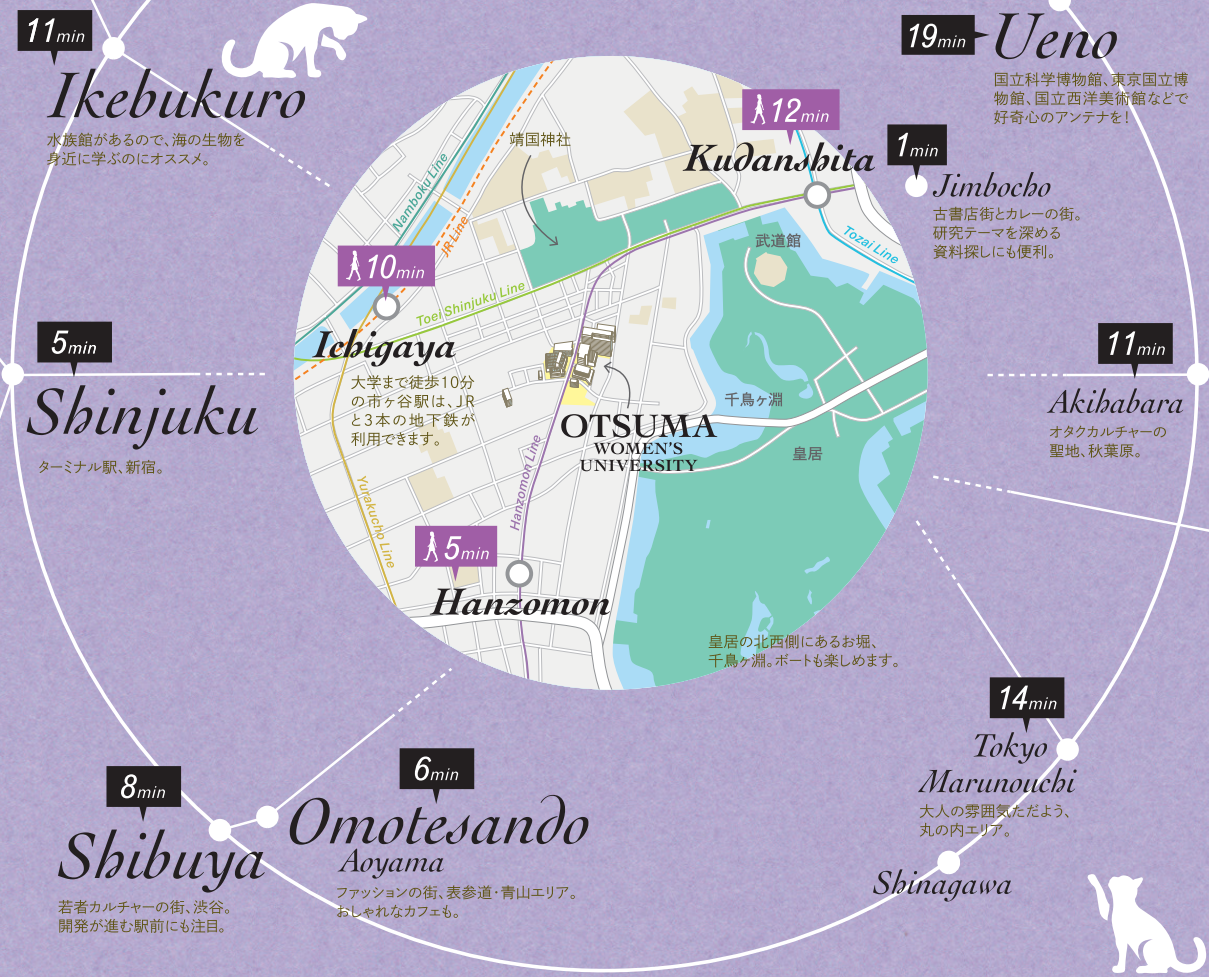 11min
Ikebukuro
水族館があるので、海の生物を
身近に学ぶのにオススメ。
19min
Ueno
国立科学博物館、東京国立博
物館、国立西洋美術館などで
好奇心のアンテナを!
12min
Kudanshita
靖国神社
1min
Jimbocho
古書店街とカレーの街。
研究テーマを深める
資料探しにも便利。
Namboku Line
JR Line
武道館
Tozai Line
10min
Toei Shinjuku Line
Ichigaya
大学まで徒歩10分
の市ヶ谷駅は、JR
と3本の地下鉄が
利用できます。
5min
Shinjuku
ターミナル駅、新宿。
11min
Akihabara
オタクカルチャーの
聖地、秋葉原。
千鳥ヶ淵
皇居
OTSUMA
WOMEN'S
UNIVERSITY
Hanzomon Line
Yurakucho Line
5min
Hanzomon
皇居の北西側にあるお堀、
千鳥ヶ淵。ボートも楽しめます。
14min
Tokyo
Marunouchi
大人の雰囲気ただよう、
丸の内エリア。
Shinagawa
8min
Shibuya
若者カルチャーの街、渋谷。
開発が進む駅前にも注目。
6min
Omotesando
Aoyama
ファッションの街、表参道・青山エリア。
おしゃれなカフェも。